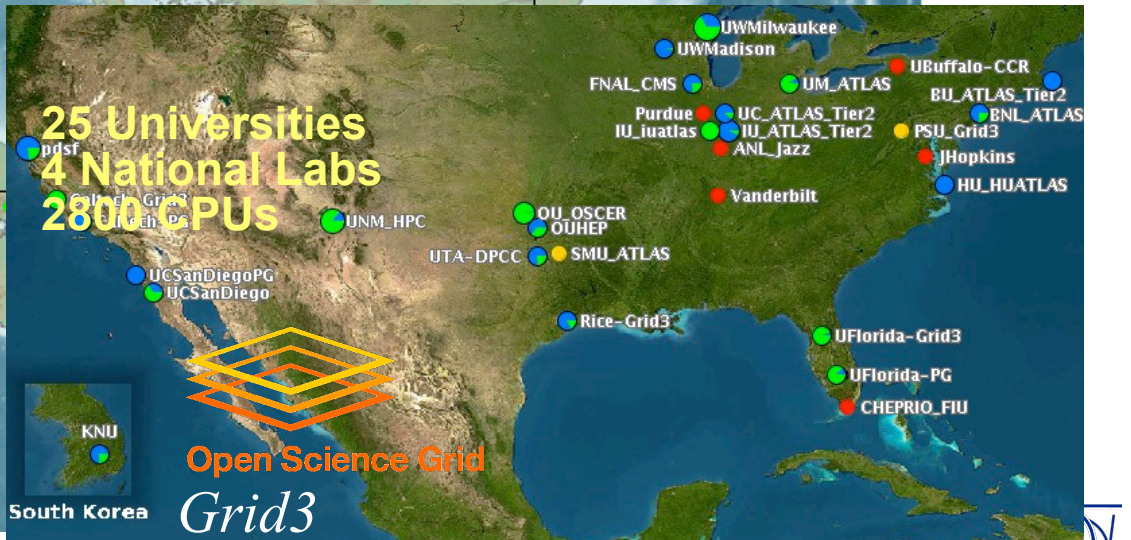 UWMilwaukee
UWMadison
UBuffalo-CCR
FNAL_CMS
UM_ATLAS
BU_ATLAS_Tier2
25 Universities
Purdue
UC_ATLAS_Tier2
BNL_ATLAS
IU_iuatlas
IU_ATLAS_Tier2
PSU_Grid3
pdsf
ANL_Jazz
JHopkins
4 National Labs
HU_HUATLAS
Vanderbilt
2800 CPUs
UNM_HPC
OU_OSCER
OUHEP
UTA-DPCC
SMU_ATLAS
UCSanDiegoPG
UCSanDiego
Rice-Grid3
UFlorida-Grid3
UFlorida-PG
CHEPRIO_FIU
KNU
Open Science Grid
South Korea
Grid3